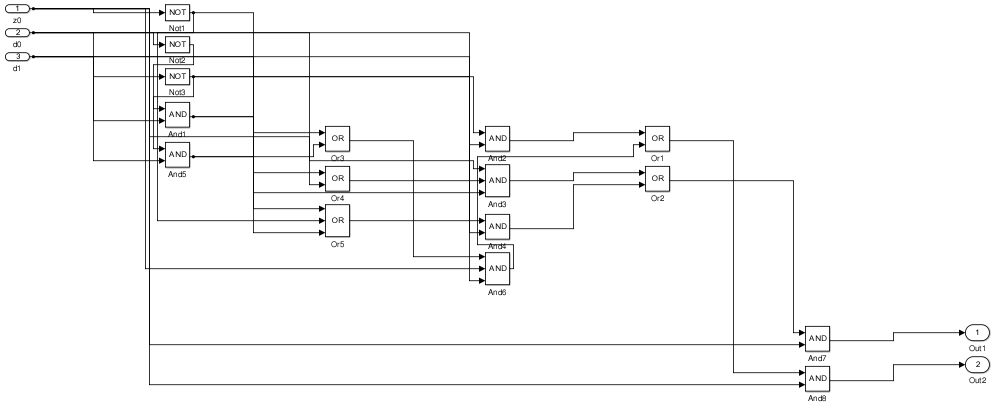 1
z0
2
d0
3
d1
NOT
Not1
NOT
Not2
NOT
Not3
AND
And1
AND
And5
OR
Or3
OR
Or4
OR
Or5
AND
And2
AND
And3
AND
And4
AND
And6
OR
Or1
OR
Or2
AND
And7
AND
And8
1
Out1
2
Out2